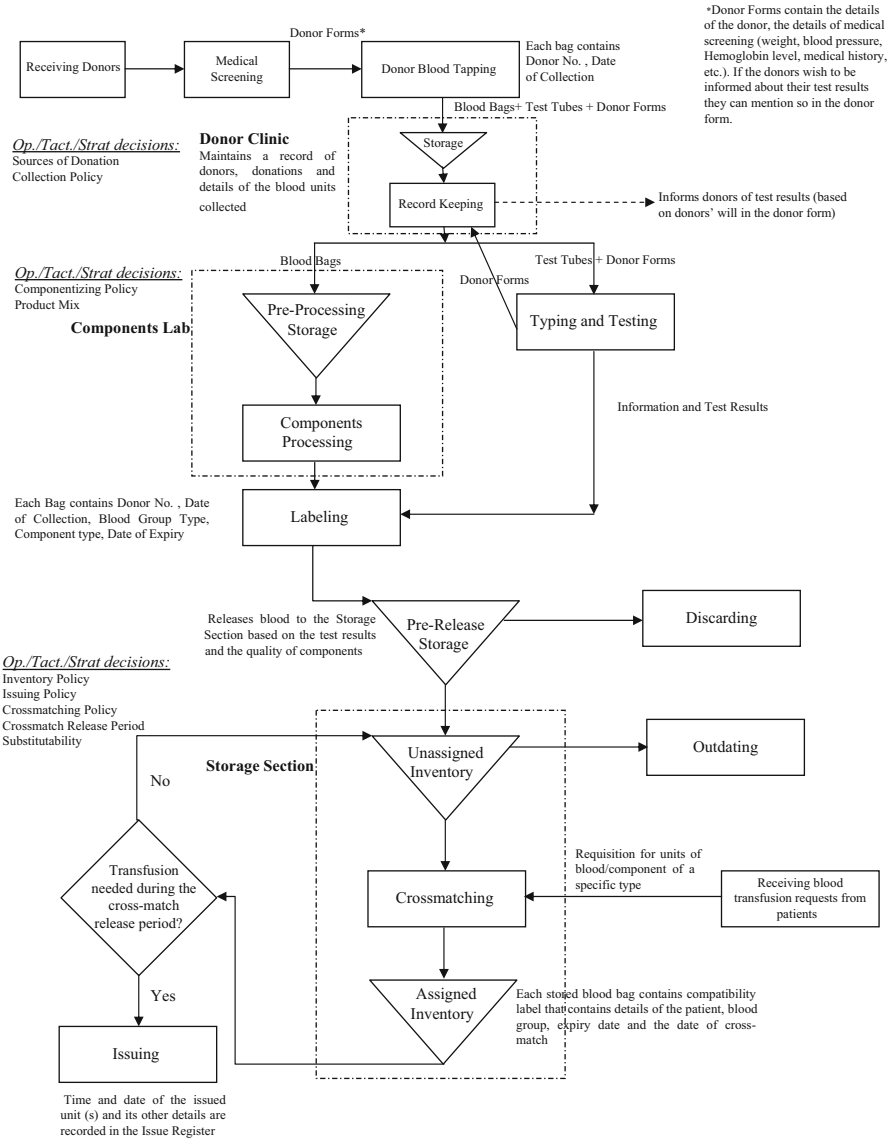 *Donor Forms contain the details
of the donor, the details of medical
screening (weight, blood pressure,
Hemoglobin level, medical history,
etc.). If the donors wish to be
informed about their test results
they can mention so in the donor
form.
Receiving Donors
Medical
Screening
Donor Forms*
Donor Blood Tapping
Each bag contains
Donor No. , Date
of Collection
Blood Bags+ Test Tubes + Donor Forms
Op./Tact./Strat decisions:
Sources of Donation
Collection Policy
Donor Clinic
Maintains a record of
donors, donations and
details of the blood units
collected
Storage
Record Keeping
Informs donors of test results (based
on donors’ will in the donor form)
Blood Bags
Test Tubes + Donor Forms
Donor Forms
Op./Tact./Strat decisions:
Componentizing Policy
Product Mix
Components Lab
Pre-Processing
Storage
Typing and Testing
Components
Processing
Information and Test Results
Each Bag contains Donor No. , Date
of Collection, Blood Group Type,
Component type, Date of Expiry
Labeling
Releases blood to the Storage
Section based on the test results
and the quality of components
Pre-Release
Storage
Discarding
Op./Tact./Strat decisions:
Inventory Policy
Issuing Policy
Crossmatching Policy
Crossmatch Release Period
Substitutability
Storage Section
Unassigned
Inventory
Outdating
No
Transfusion
needed during the
cross-match
release period?
Crossmatching
Requisition for units of
blood/component of a
specific type
Receiving blood
transfusion requests from
patients
Yes
Assigned
Inventory
Each stored blood bag contains compatibility
label that contains details of the patient, blood
group, expiry date and the date of cross-
match
Issuing
Time and date of the issued
unit (s) and its other details are
recorded in the Issue Register